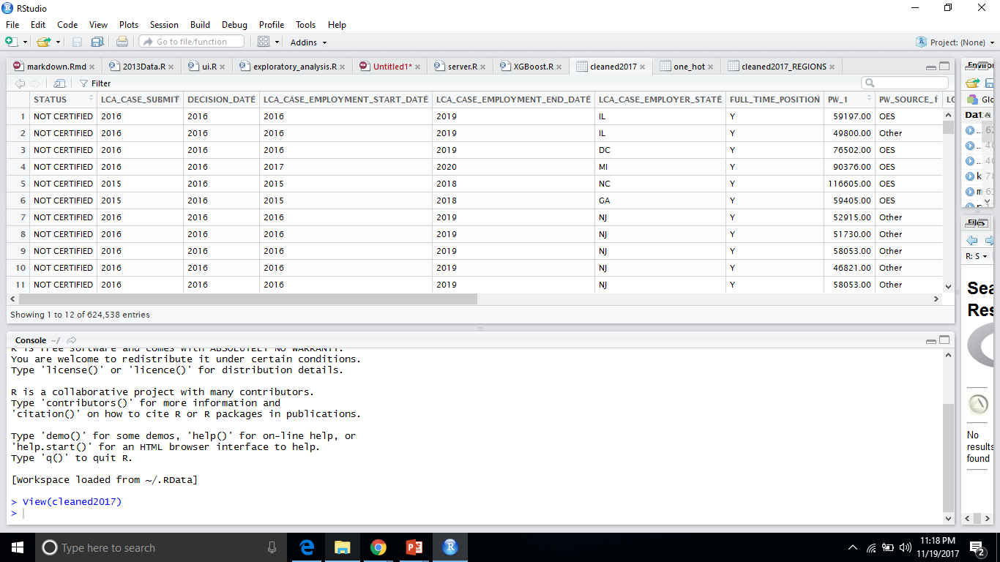 RStudio
File Edit Code View Plots Session Build Debug Profile Tools Help
Go to file/function Addins Project: (None)
markdown.Rmd 2013Data.R ui.R exploratory_analysis.R Untitled1* server.R XGBoost.R cleaned2017 one_hot cleaned2017_REGIONS
Filter
STATUS LCA_CASE_SUBMIT DECISION_DATE LCA_CASE_EMPLOYMENT_START_DATE LCA_CASE_EMPLOYMENT_END_DATE LCA_CASE_EMPLOYER_STATE FULL_TIME_POSITION PW_1 PW_SOURCE_1 LC
1 NOT CERTIFIED 2016 2016 2016 2019 IL Y 59197.00 OES
2 NOT CERTIFIED 2016 2016 2016 2019 IL Y 49800.00 Other
3 NOT CERTIFIED 2016 2016 2016 2019 DC Y 76502.00 OES
4 NOT CERTIFIED 2016 2016 2017 2020 MI Y 90376.00 OES
5 NOT CERTIFIED 2015 2016 2015 2018 NC Y 116605.00 OES
6 NOT CERTIFIED 2015 2016 2015 2018 GA Y 59405.00 OES
7 NOT CERTIFIED 2016 2016 2016 2019 NJ Y 52915.00 Other
8 NOT CERTIFIED 2016 2016 2016 2019 NJ Y 51730.00 Other
9 NOT CERTIFIED 2016 2016 2016 2019 NJ Y 58053.00 Other
10 NOT CERTIFIED 2016 2016 2016 2019 NJ Y 46821.00 Other
11 NOT CERTIFIED 2016 2016 2016 2019 NJ Y 58053.00 Other
Showing 1 to 12 of 624,538 entries
Console ~/
R is free software and comes with ABSOLUTELY NO WARRANTY.
You are welcome to redistribute it under certain conditions.
Type 'license()' or 'licence()' for distribution details.
R is a collaborative project with many contributors.
Type 'contributors()' for more information and
'citation()' on how to cite R or R packages in publications.
Type 'demo()' for some demos, 'help()' for on-line help, or
'help.start()' for an HTML browser interface to help.
Type 'q()' to quit R.
[Workspace loaded from ~/.RData]
> View(cleaned2017)
>
Enviro
Glo
Data
... 62
... 40
... 40
k 78
m 61
Files
R: S
Sea
Res
No
results
found
Type here to search
11:18 PM
11/19/2017
2